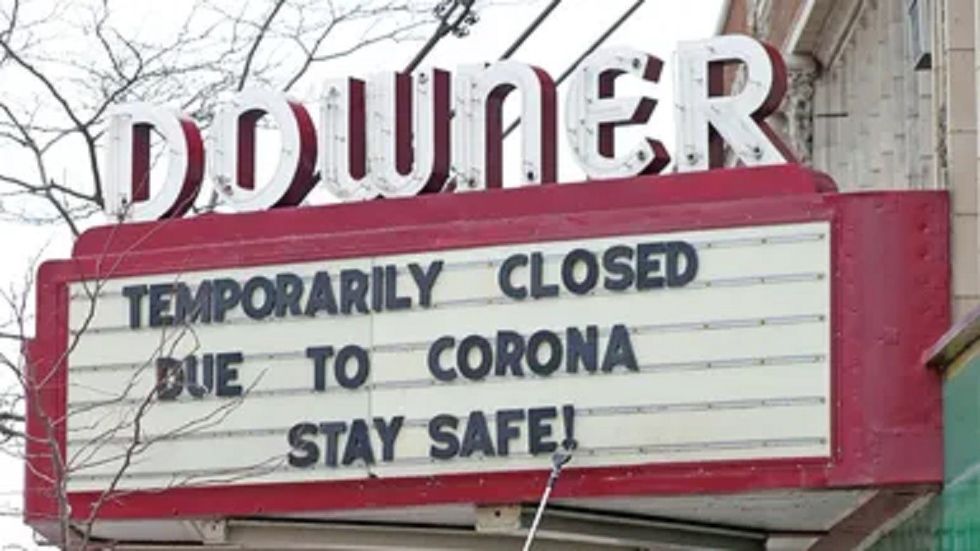 DOWNER
TEMPORARILY CLOSED
DUE TO CORONA
STAY SAFE!